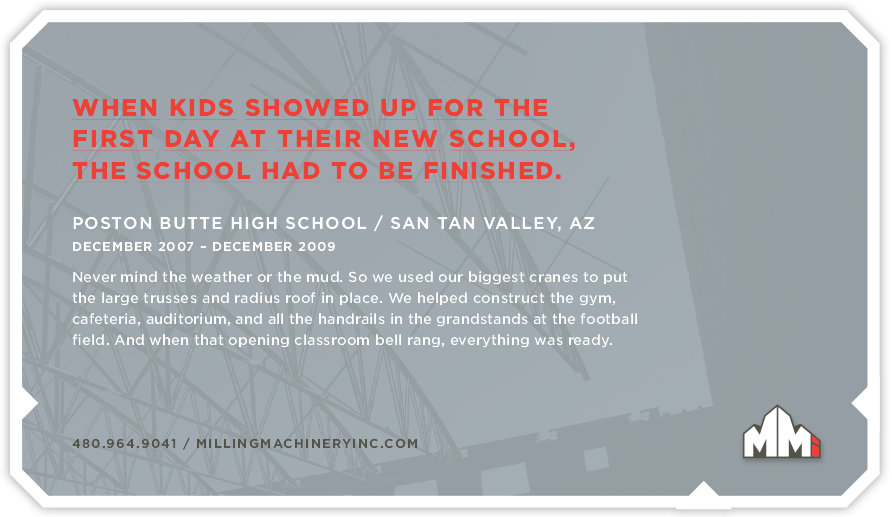 WHEN KIDS SHOWED UP FOR THE
FIRST DAY AT THEIR NEW SCHOOL,
THE SCHOOL HAD TO BE FINISHED.
POSTON BUTTE HIGH SCHOOL / SAN TAN VALLEY, AZ
DECEMBER 2007 – DECEMBER 2009
Never mind the weather or the mud. So we used our biggest cranes to put
the large trusses and radius roof in place. We helped construct the gym,
cafeteria, auditorium, and all the handrails in the grandstands at the football
field. And when that opening classroom bell rang, everything was ready.
480.964.9041 / MILLINGMACHINERYINC.COM
MMi